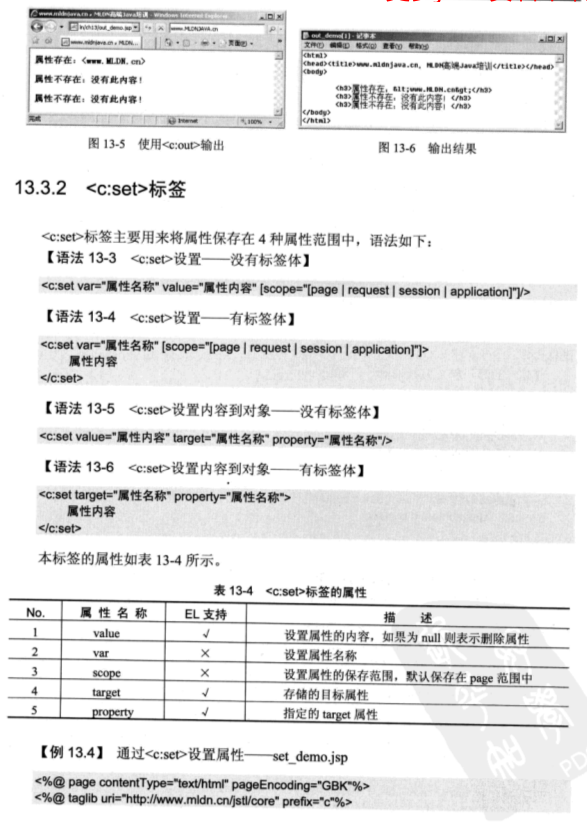 www.mldnjava.cn，MLDN高端Java培训 - Windows Internet Explorer
www.MLDNJAVA.cn
www.mldnjava.cn，MLDN...
页面(P)
属性存在：<www.MLDN.cn>
属性不存在：没有此内容！
属性不存在：没有此内容！
完成
Internet
100%
out_demo[1] - 记事本
文件(F) 编辑(E) 格式(O) 查看(V) 帮助(H)
<html>
<head><title>www.mldnjava.cn，MLDN高端Java培训</title></head>
<body>
<h3>属性存在：&lt;www.MLDN.cn&gt;</h3>
<h3>属性不存在：没有此内容！</h3>
<h3>属性不存在：没有此内容！</h3>
</body>
</html>
图 13-5 使用<c:out>输出
图 13-6 输出结果
13.3.2 <c:set>标签
<c:set>标签主要用来将属性保存在 4 种属性范围中，语法如下：
【语法 13-3 <c:set>设置——没有标签体】
<c:set var="属性名称" value="属性内容" [scope="[page | request | session | application]"]/>
【语法 13-4 <c:set>设置——有标签体】
<c:set var="属性名称" [scope="[page | request | session | application]"]>
属性内容
</c:set>
【语法 13-5 <c:set>设置内容到对象——没有标签体】
<c:set value="属性内容" target="属性名称" property="属性名称"/>
【语法 13-6 <c:set>设置内容到对象——有标签体】
<c:set target="属性名称" property="属性名称">
属性内容
</c:set>
本标签的属性如表 13-4 所示。
表 13-4 <c:set>标签的属性
No. 属 性 名 称 EL 支持 描 述
1 value √ 设置属性的内容，如果为 null 则表示删除属性
2 var × 设置属性名称
3 scope × 设置属性的保存范围，默认保存在 page 范围中
4 target √ 存储的目标属性
5 property √ 指定的 target 属性
【例 13.4】 通过<c:set>设置属性——set_demo.jsp
<%@ page contentType="text/html" pageEncoding="GBK"%>
<%@ taglib uri="http://www.mldn.cn/jstl/core" prefix="c"%>
PD